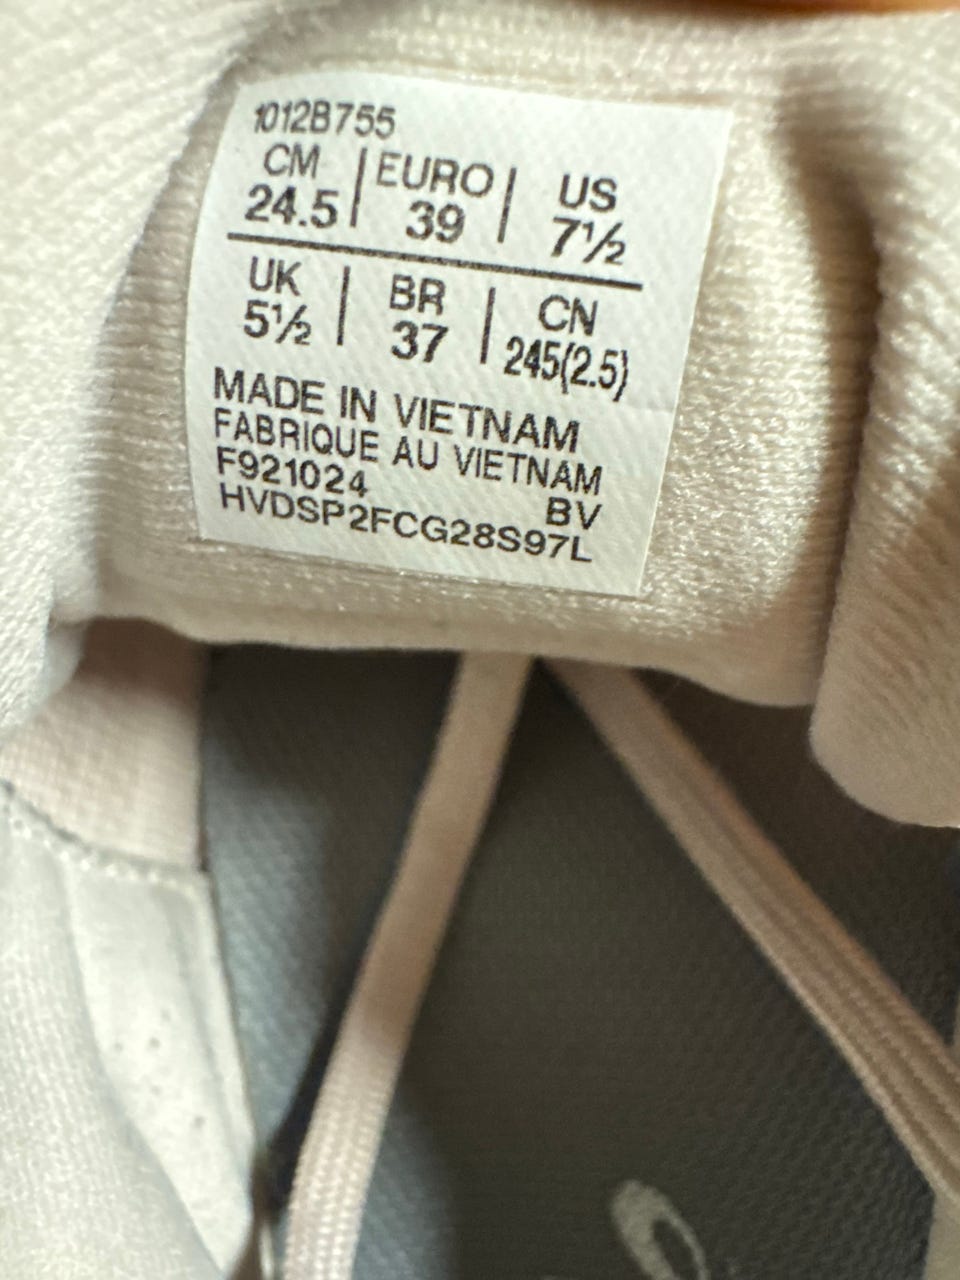 1012B755
CM | EURO | US
24.5 | 39 | 7½
UK | BR | CN
5½ | 37 | 245(2.5)
MADE IN VIETNAM
FABRIQUE AU VIETNAM
F921024 BV
HVDSP2FCG28S97L